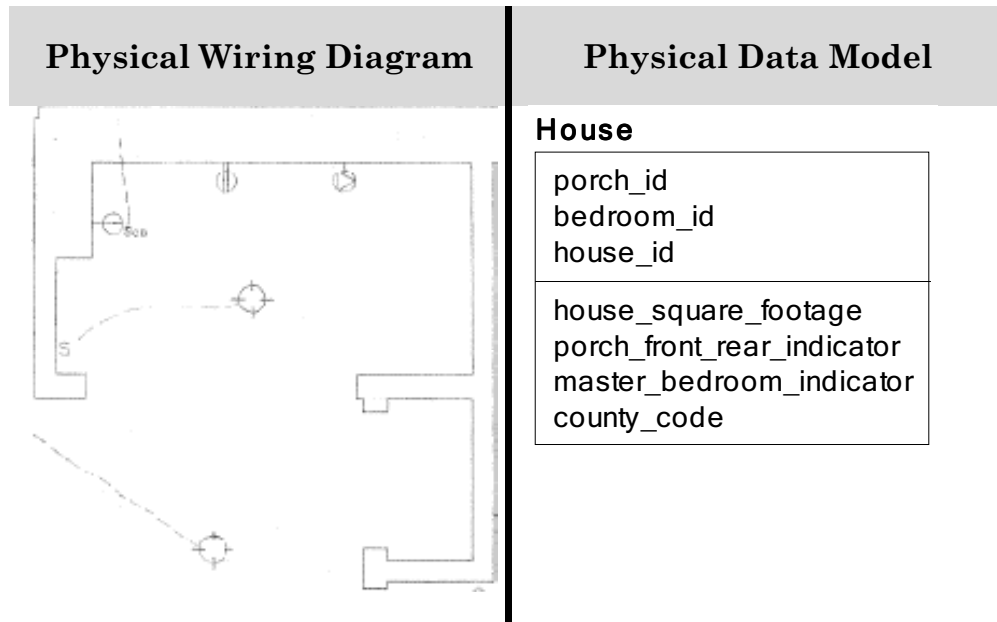 Physical Wiring Diagram
Physical Data Model
House
porch_id
bedroom_id
house_id
house_square_footage
porch_front_rear_indicator
master_bedroom_indicator
county_code
S